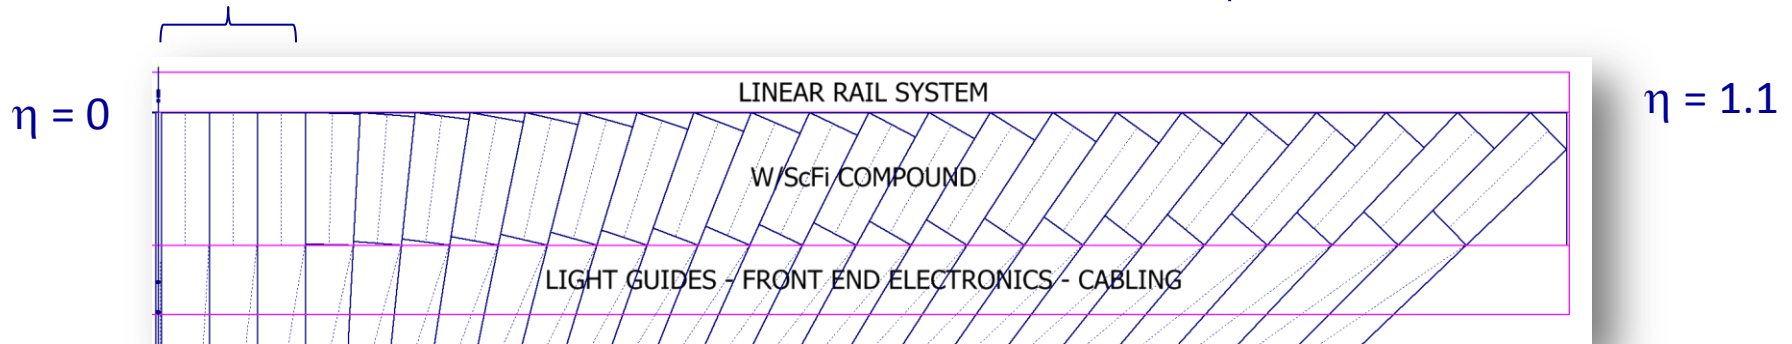 LINEAR RAIL SYSTEM
η = 0
η = 1.1
W/ScFi COMPOUND
LIGHT GUIDES - FRONT END ELECTRONICS - CABLING